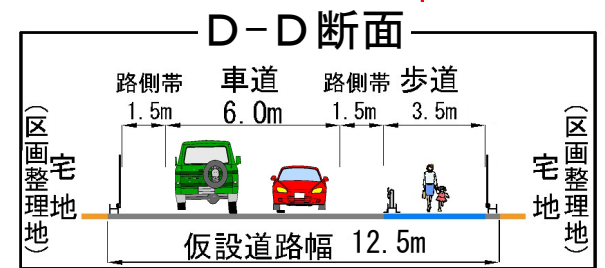 D-D断面
路側帯 車道 路側帯 歩道
1.5m 6.0m 1.5m 3.5m
宅地
(区画整理地)
宅地
(区画整理地)
仮設道路幅 12.5m